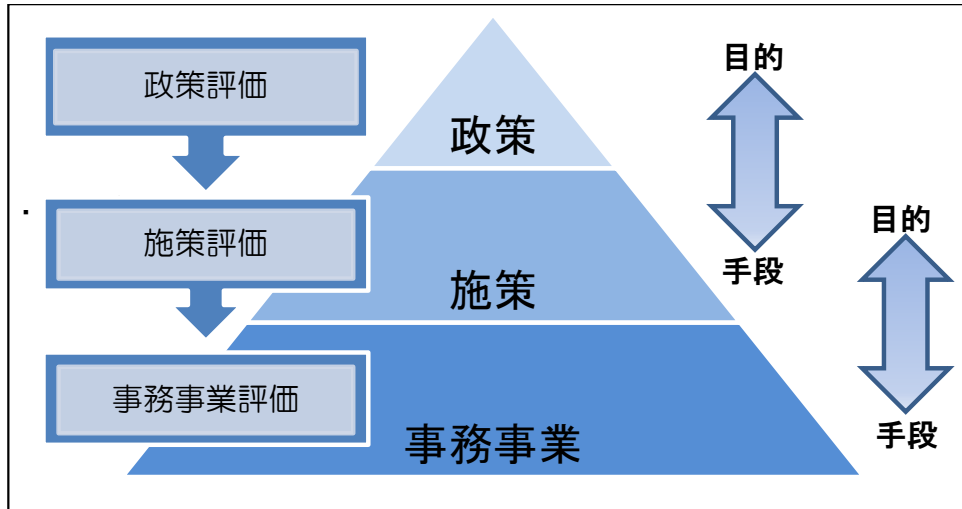 政策評価
施策評価
事務事業評価
政策
施策
事務事業
目的
手段
目的
手段